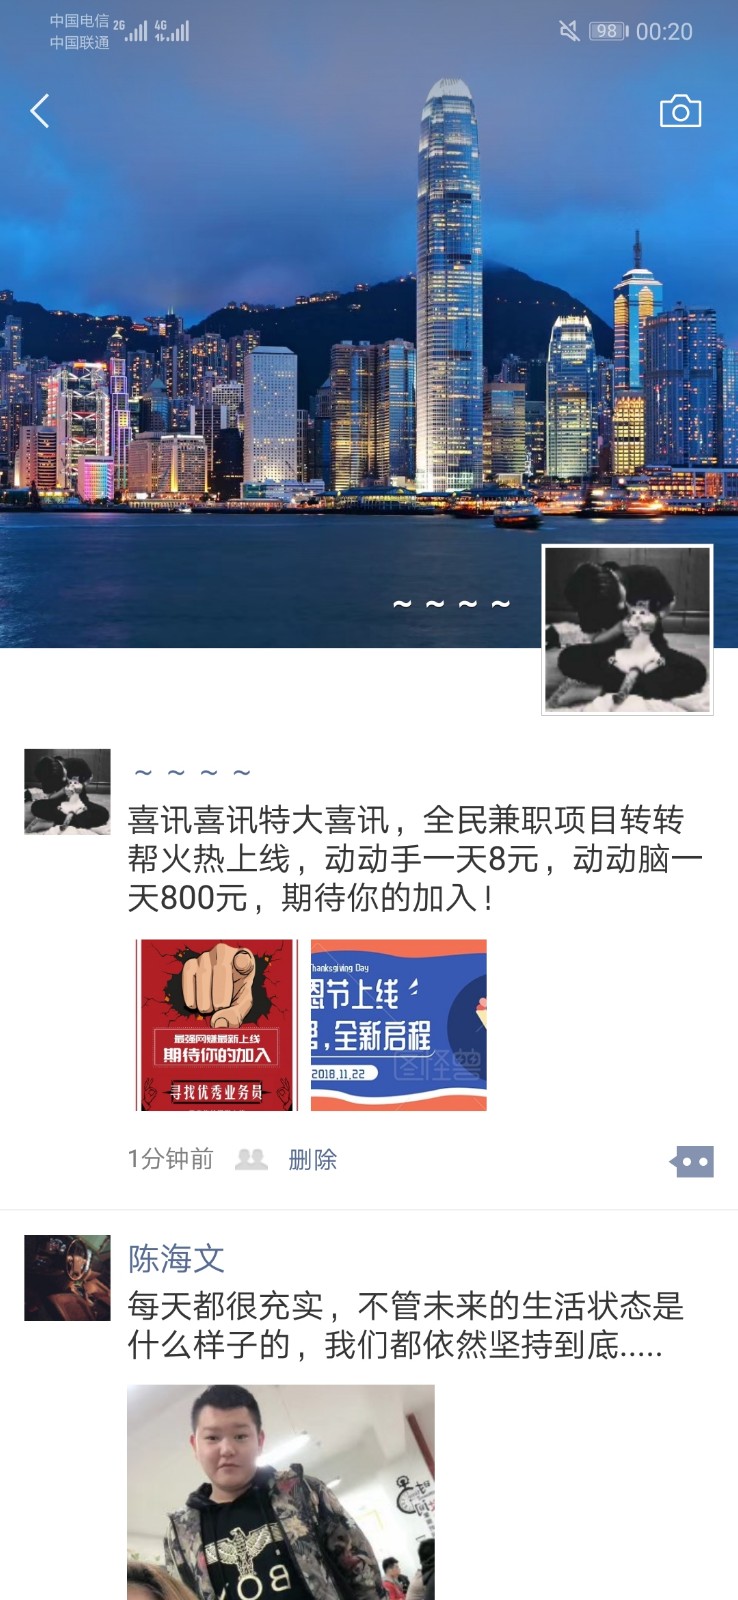 中国电信 2G 4G 98 00:20
中国联通
~ ~ ~ ~
~ ~ ~ ~
喜讯喜讯特大喜讯，全民兼职项目转转
帮火热上线，动动手一天8元，动动脑一
天800元，期待你的加入！
最强网赚最新上线
期待你的加入
寻找优秀业务员
Thanksgiving Day
恩节上线
,全新启程
2018.11.22
图怪兽
1分钟前 删除
陈海文
每天都很充实，不管未来的生活状态是
什么样子的，我们都依然坚持到底.....
BOY